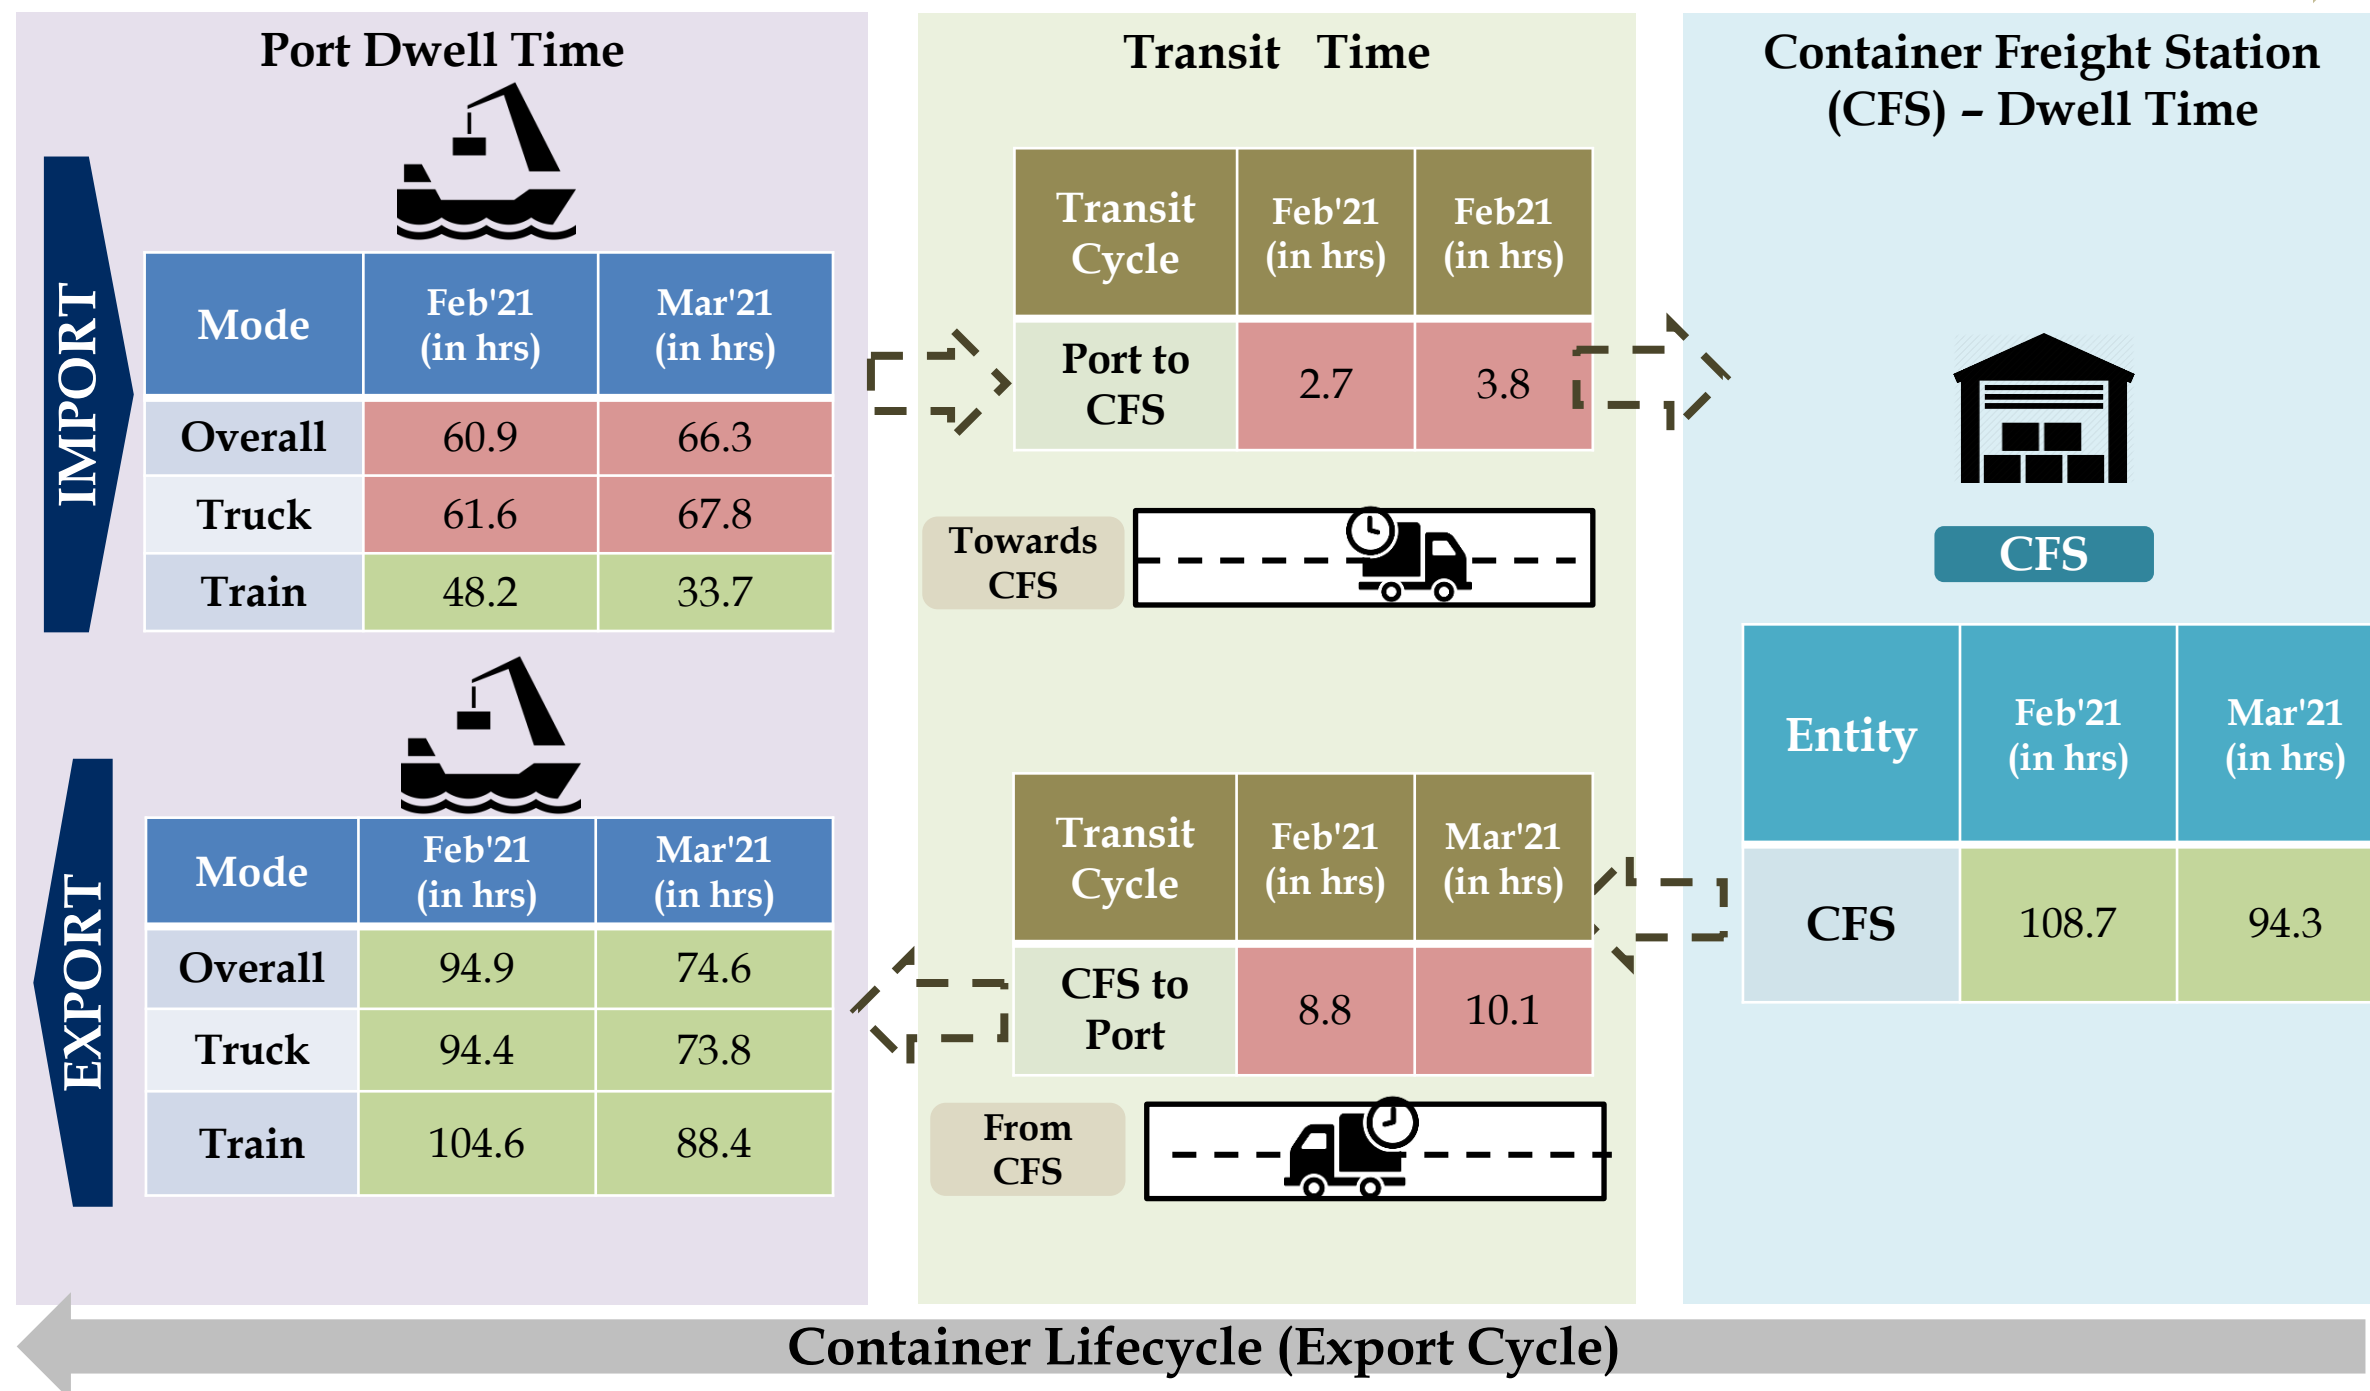 Port Dwell Time
IMPORT
Mode Feb'21 (in hrs) Mar'21 (in hrs)
Overall 60.9 66.3
Truck 61.6 67.8
Train 48.2 33.7
EXPORT
Mode Feb'21 (in hrs) Mar'21 (in hrs)
Overall 94.9 74.6
Truck 94.4 73.8
Train 104.6 88.4
Transit Time
Transit Cycle Feb'21 (in hrs) Feb21 (in hrs)
Port to CFS 2.7 3.8
Towards
CFS
Transit Cycle Feb'21 (in hrs) Mar'21 (in hrs)
CFS to Port 8.8 10.1
From
CFS
Container Freight Station
(CFS) – Dwell Time
CFS
Entity Feb'21 (in hrs) Mar'21 (in hrs)
CFS 108.7 94.3
Container Lifecycle (Export Cycle)